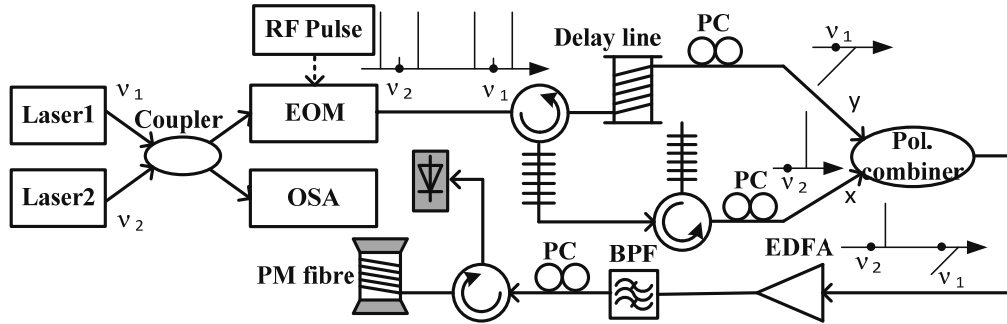 RF Pulse
PC
Delay line
ν1
ν2
ν1
ν1
Laser1
Coupler
EOM
y
Pol.
combiner
Laser2
OSA
PC
ν2
x
ν2
EDFA
PM fibre
PC
BPF
ν2
ν1